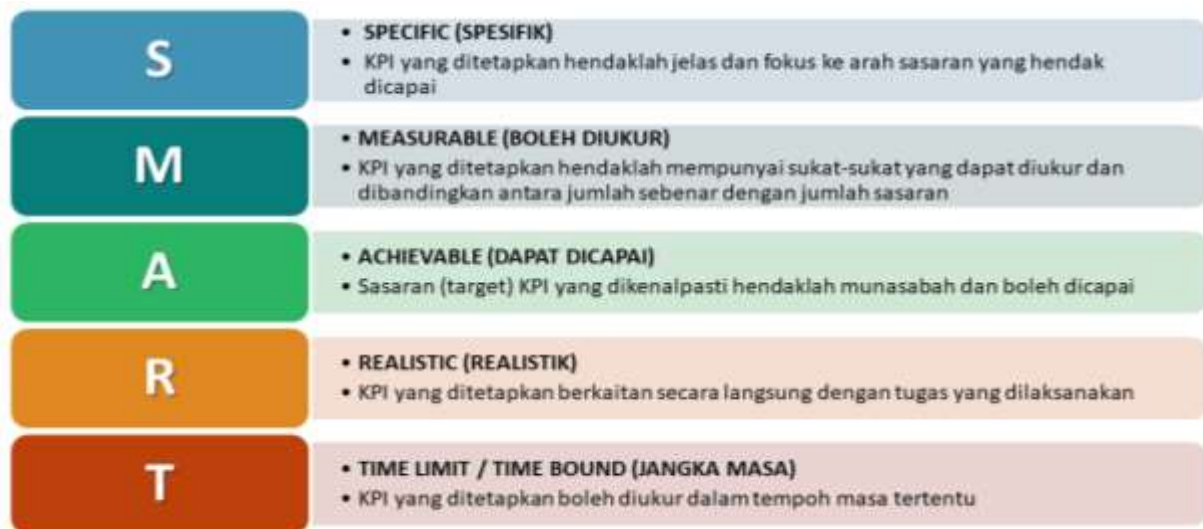 S
• SPECIFIC (SPESIFIK)
• KPI yang ditetapkan hendaklah jelas dan fokus ke arah sasaran yang hendak
dicapai
M
• MEASURABLE (BOLEH DIUKUR)
• KPI yang ditetapkan hendaklah mempunyai sukat-sukat yang dapat diukur dan
dibandingkan antara jumlah sebenar dengan jumlah sasaran
A
• ACHIEVABLE (DAPAT DICAPAI)
• Sasaran (target) KPI yang dikenalpasti hendaklah munasabah dan boleh dicapai
R
• REALISTIC (REALISTIK)
• KPI yang ditetapkan berkaitan secara langsung dengan tugas yang dilaksanakan
T
• TIME LIMIT / TIME BOUND (JANGKA MASA)
• KPI yang ditetapkan boleh diukur dalam tempoh masa tertentu